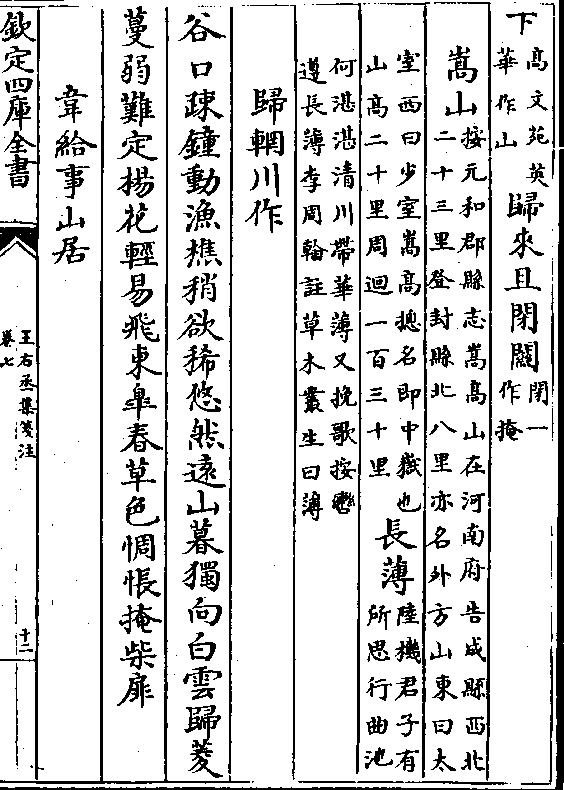 下
高文苑英
華作山
歸來且閉關
閉一
作掩
嵩山
按元和郡縣志嵩髙山在河南府告成縣西北
二十三里登封縣北八里亦名外方山東曰太
室西曰少室嵩髙摠名即中嶽也
山高二十里周迴一百三十里
長薄
陸機君子有
所思行曲池
何湛湛清川帶華薄又挽歌按轡
遵長薄李周翰註草木叢生曰薄
歸輞川作
谷口疎鐘動漁樵稍欲稀悠然遠山暮獨向白雲歸菱
蔓弱難定揚花輕易飛東臯春草色惆悵掩柴扉
韋給事山居
欽定四庫全書
王右丞集箋注
卷七
十二